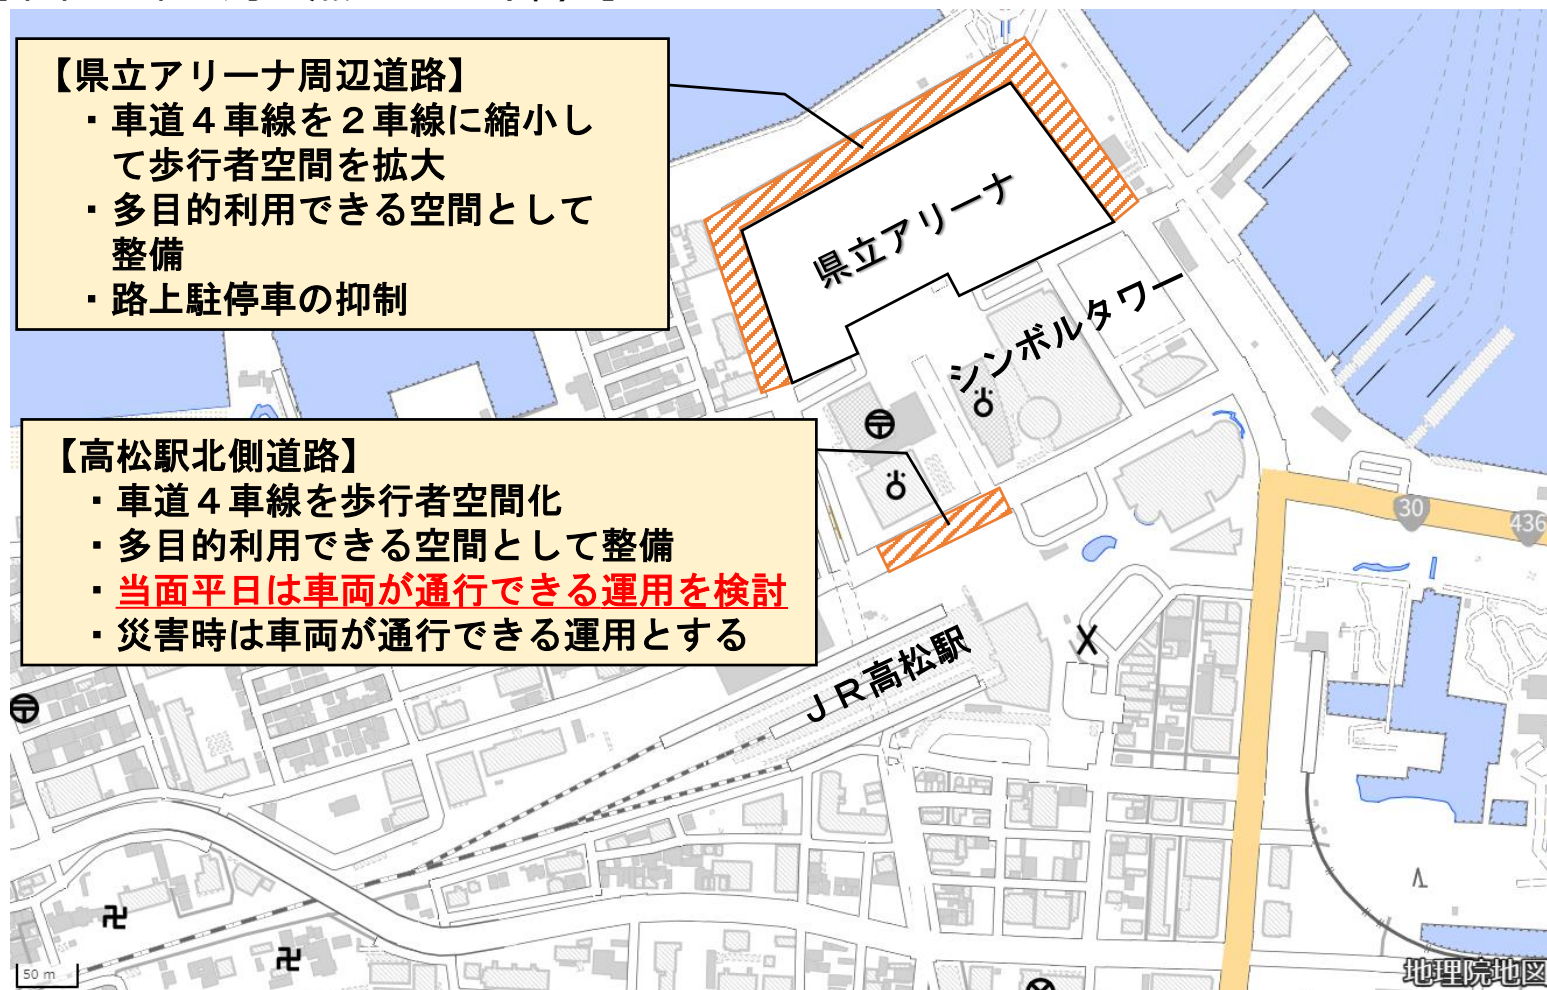 【県立アリーナ周辺道路】
・車道４車線を２車線に縮小し
て歩行者空間を拡大
・多目的利用できる空間として
整備
・路上駐停車の抑制
県立アリーナ
シンボルタワー
【高松駅北側道路】
・車道４車線を歩行者空間化
・多目的利用できる空間として整備
・当面平日は車両が通行できる運用を検討
・災害時は車両が通行できる運用とする
30
436
ＪＲ高松駅
50 m
地理院地図